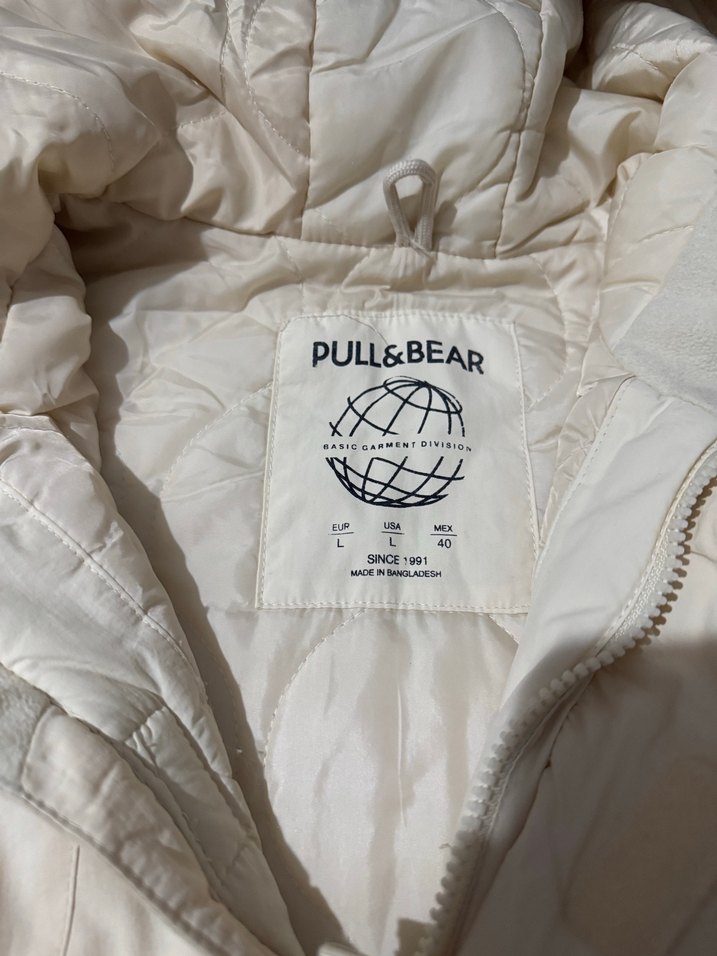 PULL&BEAR
BASIC GARMENT DIVISION
EUR USA MEX
L L 40
SINCE 1991
MADE IN BANGLADESH